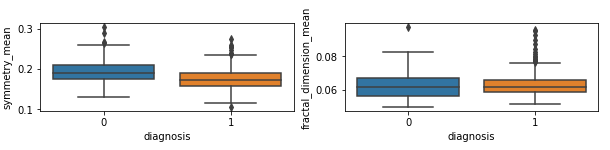 symmetry_mean
0.3
0.2
0.1
0 1
diagnosis
fractal_dimension_mean
0.08
0.06
0 1
diagnosis